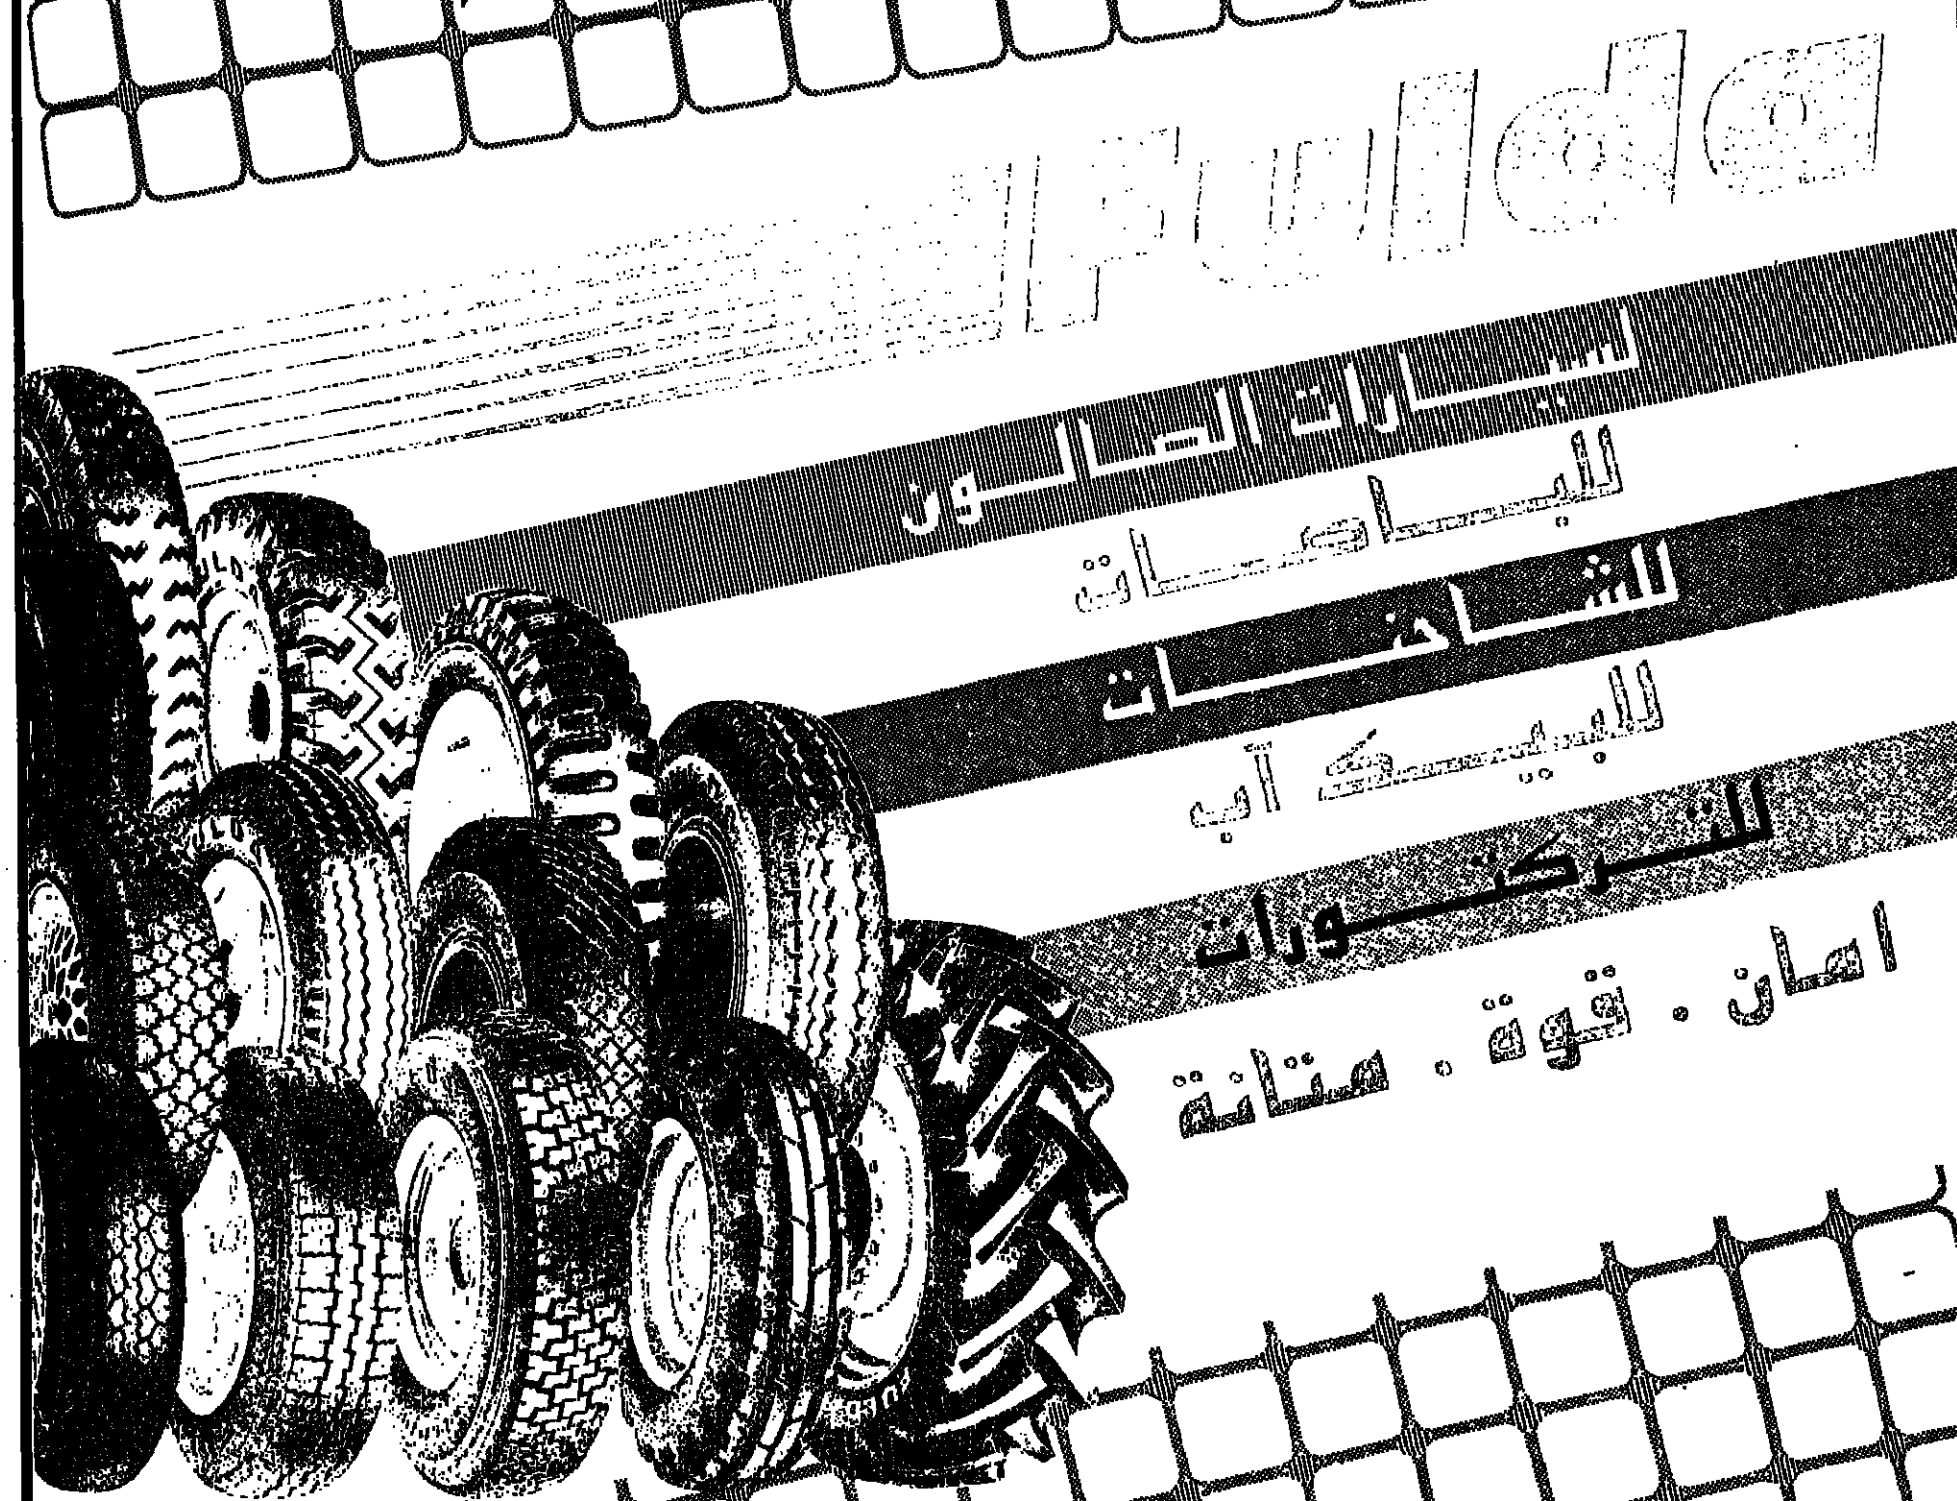 Fulda
لسيارات الصالون
للباصات
للشاحنات
للبيك آب
للتركتورات
امان . قوة . متانة